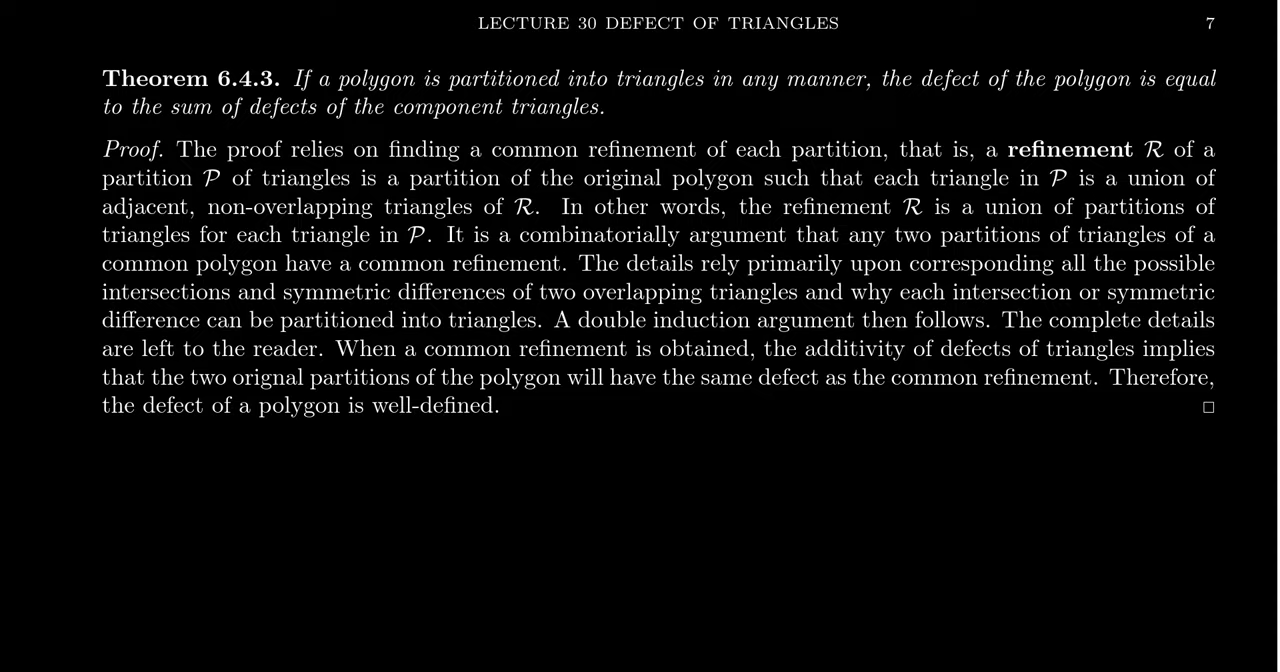 LECTURE 30 DEFECT OF TRIANGLES 7
Theorem 6.4.3. If a polygon is partitioned into triangles in any manner, the defect of the polygon is equal
to the sum of defects of the component triangles.
Proof. The proof relies on finding a common refinement of each partition, that is, a refinement R of a
partition P of triangles is a partition of the original polygon such that each triangle in P is a union of
adjacent, non-overlapping triangles of R. In other words, the refinement R is a union of partitions of
triangles for each triangle in P. It is a combinatorially argument that any two partitions of triangles of a
common polygon have a common refinement. The details rely primarily upon corresponding all the possible
intersections and symmetric differences of two overlapping triangles and why each intersection or symmetric
difference can be partitioned into triangles. A double induction argument then follows. The complete details
are left to the reader. When a common refinement is obtained, the additivity of defects of triangles implies
that the two orignal partitions of the polygon will have the same defect as the common refinement. Therefore,
the defect of a polygon is well-defined. □